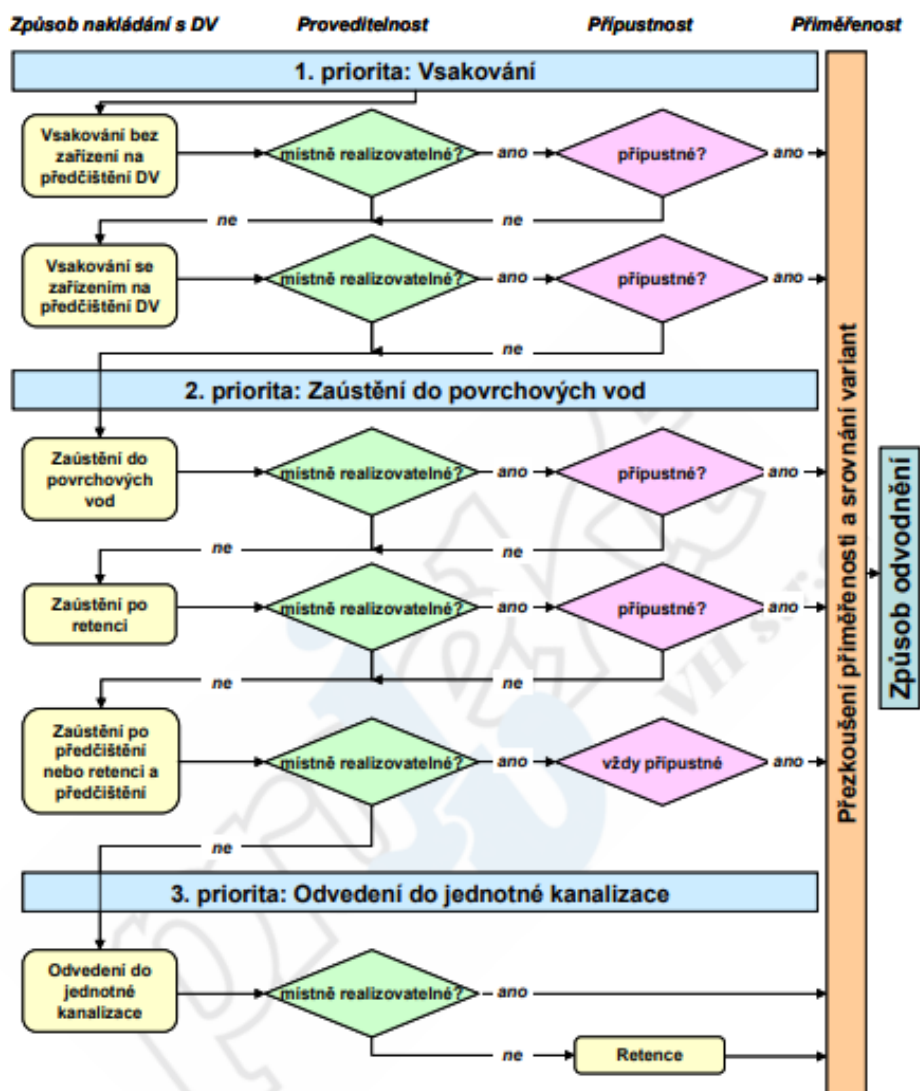 Způsob nakládání s DV Proveditelnost Přípustnost Přiměřenost
1. priorita: Vsakování
Vsakování bez
zařízení na
předčištění DV
místně realizovatelné?
ano
přípustné?
ano
ne
ne
Vsakování se
zařízením na
předčištění DV
místně realizovatelné?
ano
přípustné?
ano
ne
2. priorita: Zaústění do povrchových vod
Zaústění do
povrchových
vod
místně realizovatelné?
ano
přípustné?
ano
ne
ne
Zaústění po
retenci
místně realizovatelné?
ano
přípustné?
ano
ne
ne
Zaústění po
předčištění
nebo retenci a
předčištění
místně realizovatelné?
ano
vždy přípustné
ano
ne
3. priorita: Odvedení do jednotné kanalizace
Odvedení do
jednotné
kanalizace
místně realizovatelné?
ano
ne
Retence
Přezkoušení přiměřenosti a srovnání variant
Způsob odvodnění